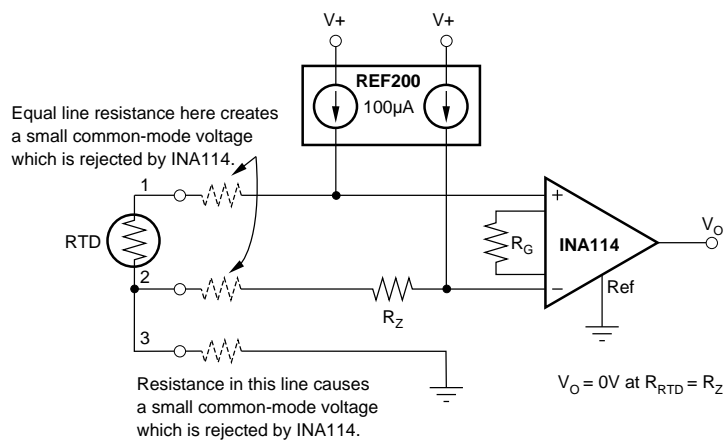 V+
V+
REF200
100µA
Equal line resistance here creates
a small common-mode voltage
which is rejected by INA114.
1
RTD
2
3
R_Z
R_G
+
INA114
–
Ref
V_O
Resistance in this line causes
a small common-mode voltage
which is rejected by INA114.
V_O = 0V at R_RTD = R_Z